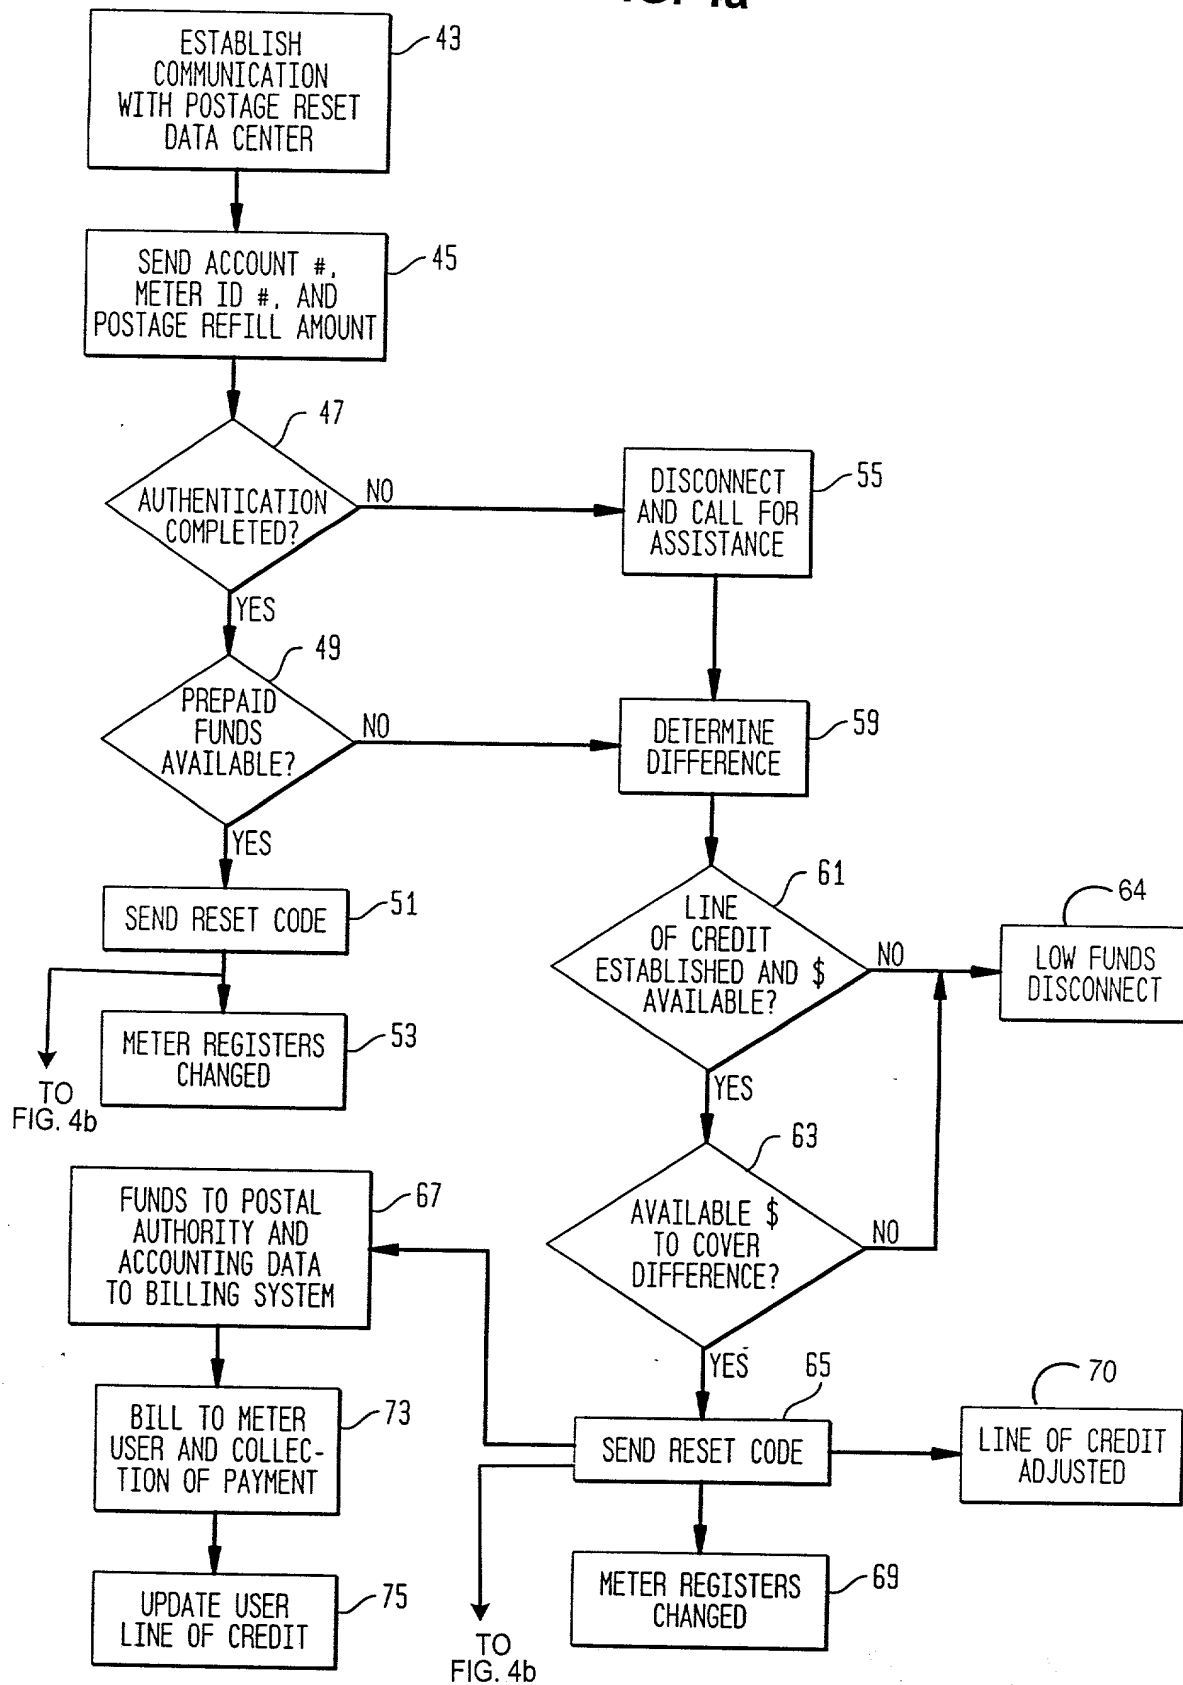 43
ESTABLISH
COMMUNICATION
WITH POSTAGE RESET
DATA CENTER
45
SEND ACCOUNT #,
METER ID #, AND
POSTAGE REFILL AMOUNT
47
AUTHENTICATION
COMPLETED?
NO
YES
55
DISCONNECT
AND CALL FOR
ASSISTANCE
49
PREPAID
FUNDS
AVAILABLE?
NO
YES
59
DETERMINE
DIFFERENCE
51
SEND RESET CODE
61
LINE
OF CREDIT
ESTABLISHED AND $
AVAILABLE?
NO
YES
64
LOW FUNDS
DISCONNECT
53
METER REGISTERS
CHANGED
TO
FIG. 4b
63
AVAILABLE $
TO COVER
DIFFERENCE?
NO
YES
67
FUNDS TO POSTAL
AUTHORITY AND
ACCOUNTING DATA
TO BILLING SYSTEM
65
SEND RESET CODE
70
LINE OF CREDIT
ADJUSTED
73
BILL TO METER
USER AND COLLEC-
TION OF PAYMENT
69
METER REGISTERS
CHANGED
75
UPDATE USER
LINE OF CREDIT
TO
FIG. 4b